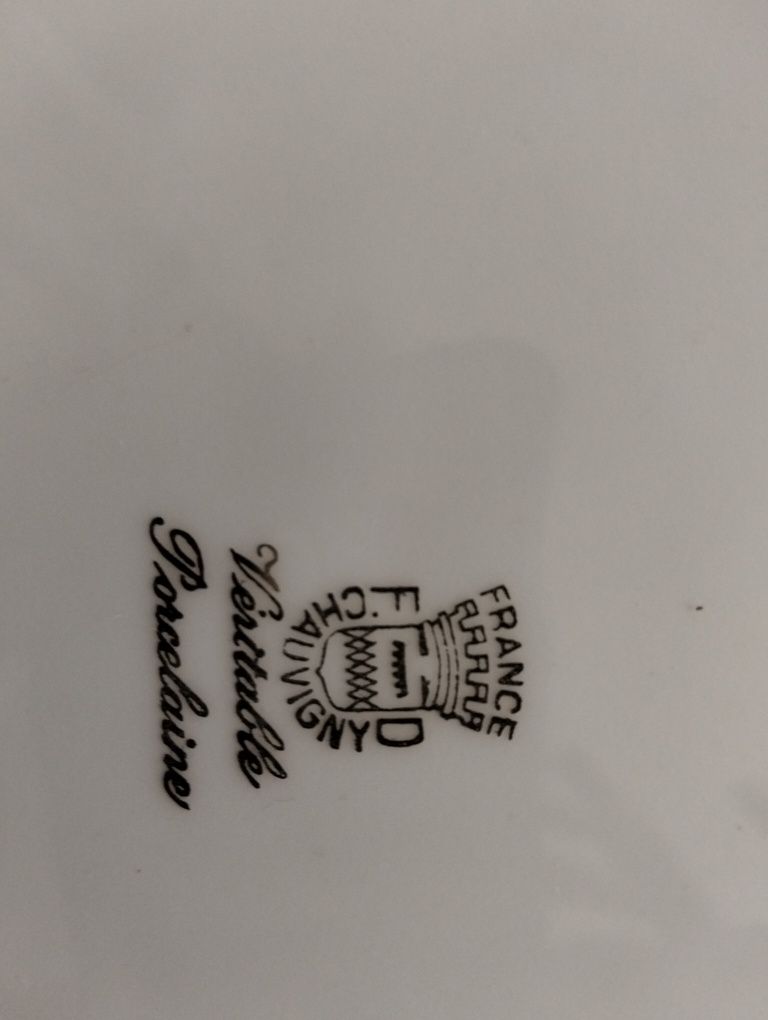 FRANCE
F. D
CHAUVIGNY
Véritable
Porcelaine